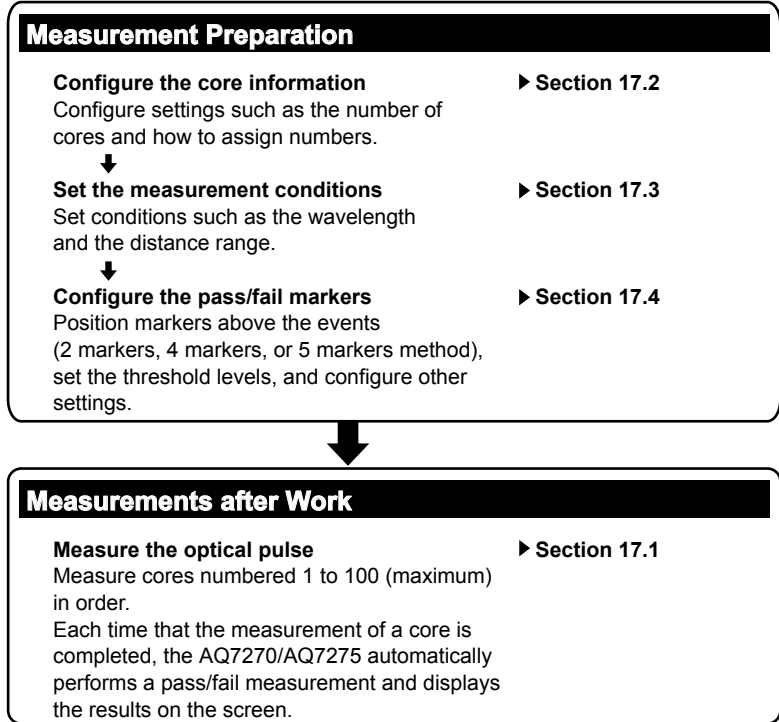 Measurement Preparation
Configure the core information ▶ Section 17.2
Configure settings such as the number of
cores and how to assign numbers.
Set the measurement conditions ▶ Section 17.3
Set conditions such as the wavelength
and the distance range.
Configure the pass/fail markers ▶ Section 17.4
Position markers above the events
(2 markers, 4 markers, or 5 markers method),
set the threshold levels, and configure other
settings.
Measurements after Work
Measure the optical pulse ▶ Section 17.1
Measure cores numbered 1 to 100 (maximum)
in order.
Each time that the measurement of a core is
completed, the AQ7270/AQ7275 automatically
performs a pass/fail measurement and displays
the results on the screen.